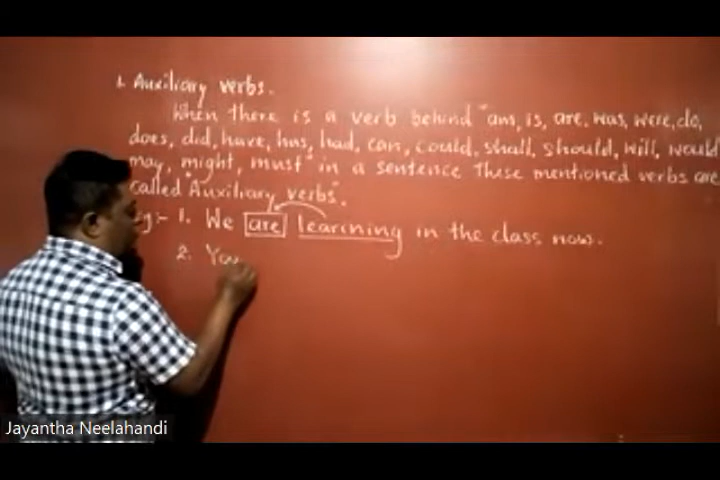 1. Auxiliary verbs.
When there is a verb behind "am, is, are, was, were, do,
does, did, have, has, had, can, could, shall, should, will, would
may, might, must" in a sentence These mentioned verbs are
called "Auxiliary verbs".
eg:- 1. We are learining in the class now.
2. You
Jayantha Neelahandi